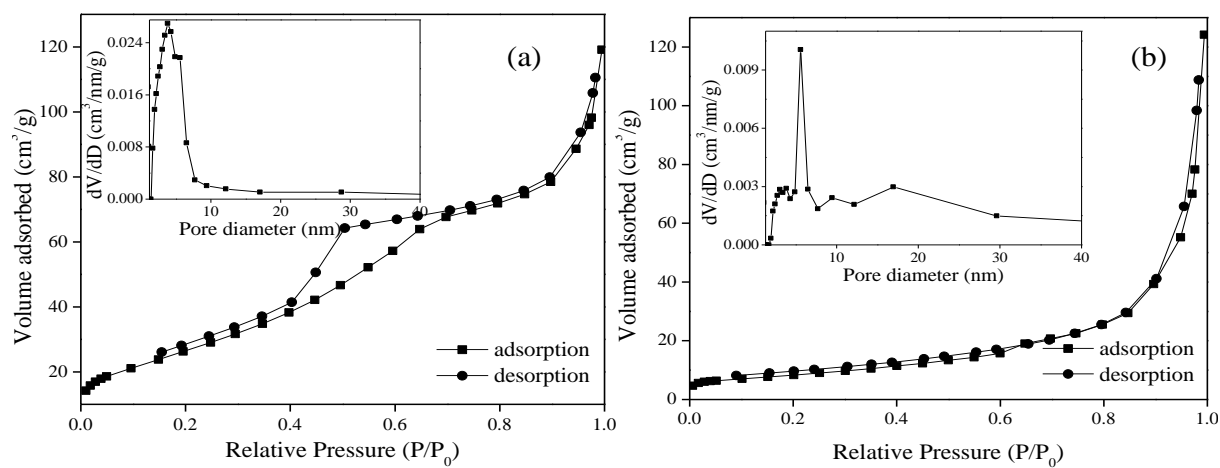 (a)
120
100
80
60
40
20
0.0 0.2 0.4 0.6 0.8 1.0
Volume adsorbed (cm³/g)
Relative Pressure (P/P₀)
adsorption
desorption
0.024
0.016
0.008
0.000
10 20 30 40
dV/dD (cm³/nm/g)
Pore diameter (nm)
(b)
120
100
80
60
40
20
0
0.0 0.2 0.4 0.6 0.8 1.0
Volume adsorbed (cm³/g)
Relative Pressure (P/P₀)
adsorption
desorption
0.009
0.006
0.003
0.000
0 10 20 30 40
dV/dD (cm³/nm/g)
Pore diameter (nm)